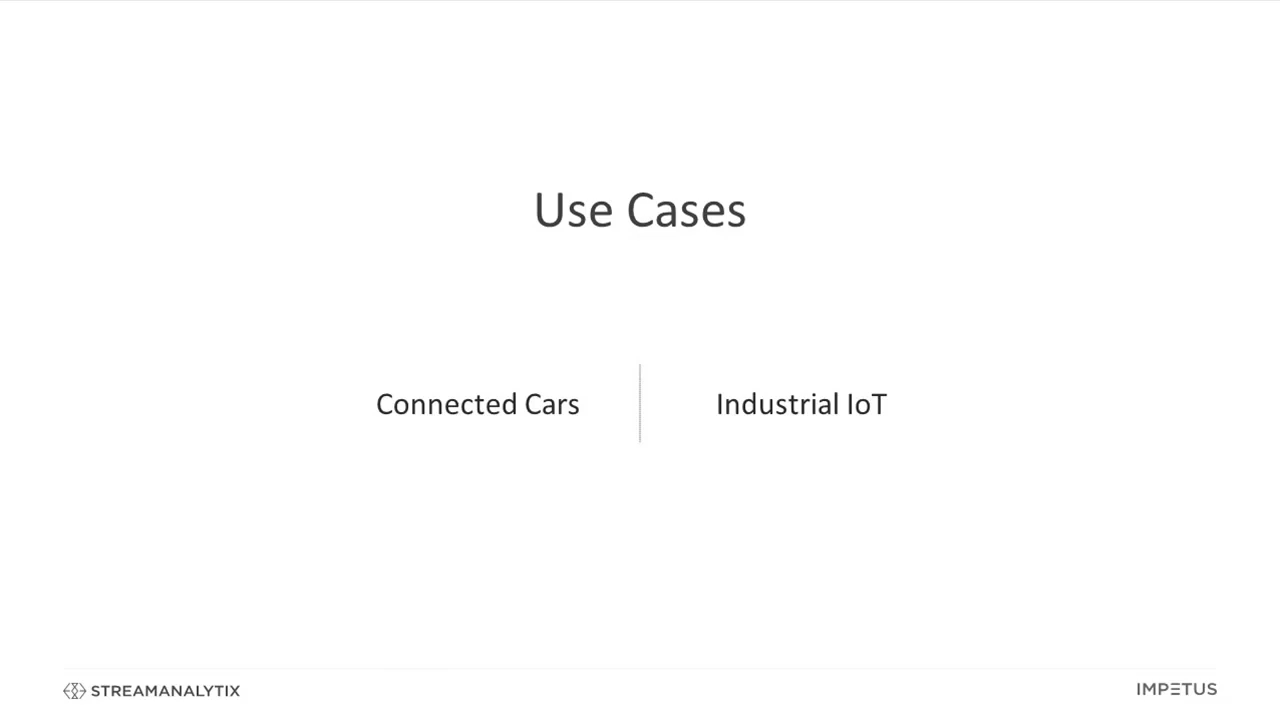 Use Cases
Connected Cars
Industrial IoT
STREAMANALYTIX
IMPETUS